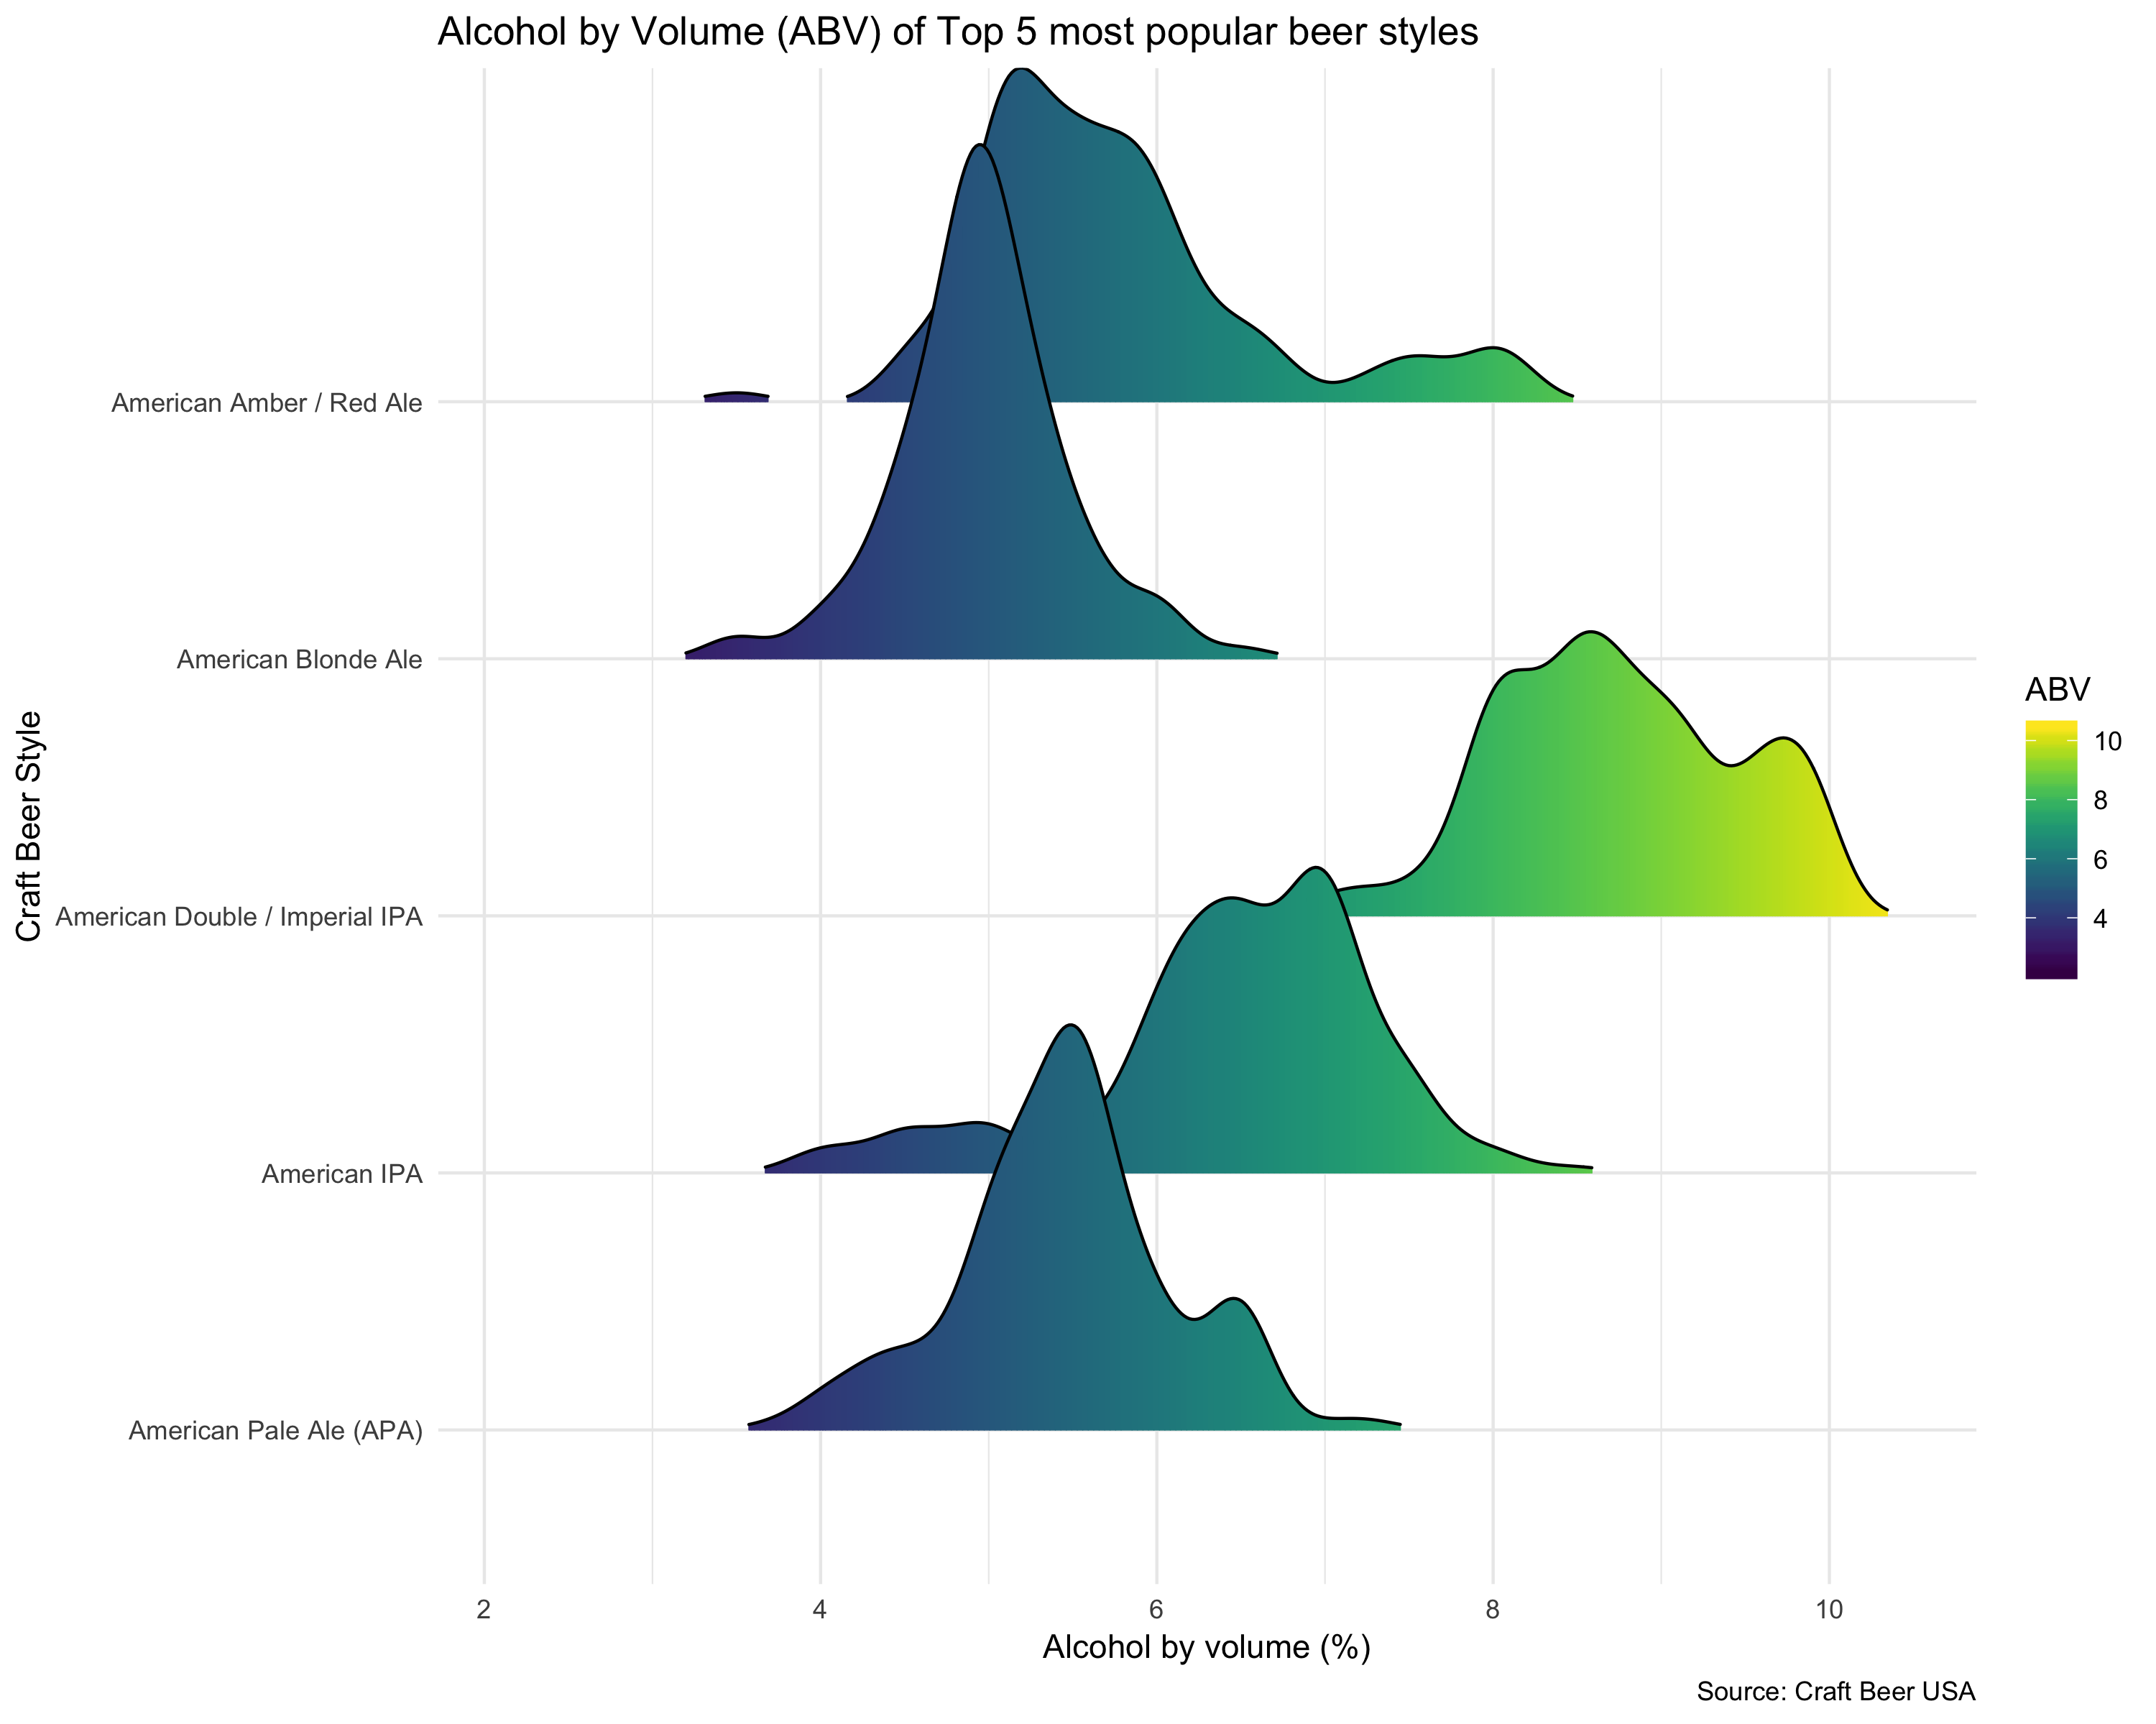 Alcohol by Volume (ABV) of Top 5 most popular beer styles
Craft Beer Style
American Amber / Red Ale
American Blonde Ale
American Double / Imperial IPA
American IPA
American Pale Ale (APA)
2 4 6 8 10
Alcohol by volume (%)
ABV
10
8
6
4
Source: Craft Beer USA